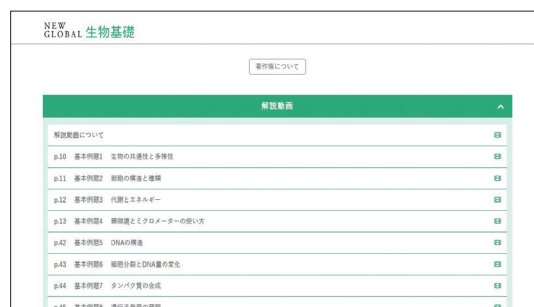 NEW
GLOBAL 生物基礎
著作権について
解説動画
解説動画について
p.10 基本例題1 生物の共通性と多様性
p.11 基本例題2 細胞の構造と種類
p.12 基本例題3 代謝とエネルギー
p.13 基本例題4 顕微鏡とミクロメーターの使い方
p.42 基本例題5 DNAの構造
p.43 基本例題6 細胞分裂とDNA量の変化
p.44 基本例題7 タンパク質の合成